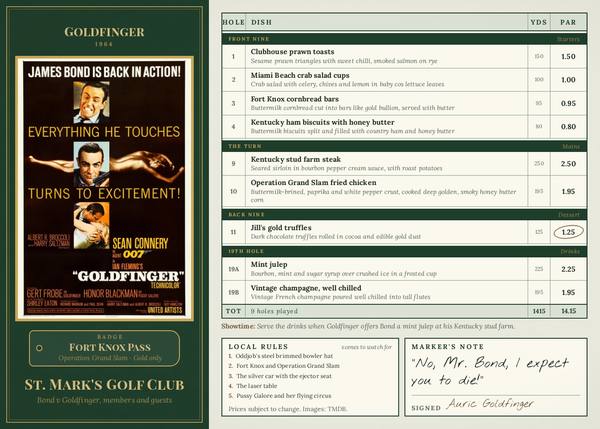 GOLDFINGER
1964
JAMES BOND IS BACK IN ACTION!
EVERYTHING HE TOUCHES
TURNS TO EXCITEMENT!
ALBERT R. BROCCOLI
HARRY SALTZMAN
SEAN CONNERY
AS AGENT 007
IN IAN FLEMING'S
"GOLDFINGER"
TECHNICOLOR
GERT FROBE
HONOR BLACKMAN
SHIRLEY EATON
UNITED ARTISTS
BADGE
FORT KNOX PASS
Operation Grand Slam · Gold only
ST. MARK'S GOLF CLUB
Bond v Goldfinger, members and guests
HOLE DISH YDS PAR
FRONT NINE Starters
1 Clubhouse prawn toasts 150 1.50
Sesame prawn triangles with sweet chilli, smoked salmon on rye
2 Miami Beach crab salad cups 100 1.00
Crab salad with celery, chives and lemon in baby cos lettuce leaves
3 Fort Knox cornbread bars 95 0.95
Buttermilk cornbread cut into bars like gold bullion, served with butter
4 Kentucky ham biscuits with honey butter 80 0.80
Buttermilk biscuits split and filled with country ham and honey butter
THE TURN Mains
9 Kentucky stud farm steak 250 2.50
Seared sirloin in bourbon pepper cream sauce, with roast potatoes
10 Operation Grand Slam fried chicken 195 1.95
Buttermilk-brined, paprika and white pepper crust, cooked deep golden, smoky honey butter
corn
BACK NINE Dessert
11 Jill's gold truffles 125 1.25
Dark chocolate truffles rolled in cocoa and edible gold dust
19TH HOLE Drinks
19A Mint julep 225 2.25
Bourbon, mint and sugar syrup over crushed ice in a frosted cup
19B Vintage champagne, well chilled 195 1.95
Vintage French champagne poured well chilled into tall flutes
TOT 9 holes played 1415 14.15
Showtime: Serve the drinks when Goldfinger offers Bond a mint julep at his Kentucky stud farm.
LOCAL RULES scenes to watch for
1. Oddjob's steel brimmed bowler hat
2. Fort Knox and Operation Grand Slam
3. The silver car with the ejector seat
4. The laser table
5. Pussy Galore and her flying circus
Prices subject to change. Images: TMDB.
MARKER'S NOTE
"No, Mr. Bond, I expect
you to die!"
SIGNED Auric Goldfinger